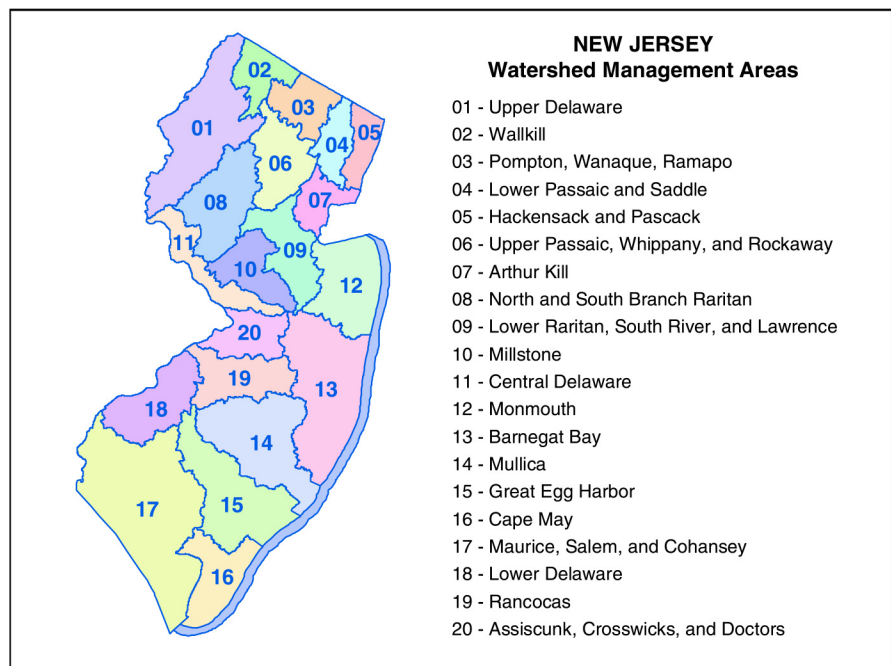 NEW JERSEY
Watershed Management Areas
01 - Upper Delaware
02 - Wallkill
03 - Pompton, Wanaque, Ramapo
04 - Lower Passaic and Saddle
05 - Hackensack and Pascack
06 - Upper Passaic, Whippany, and Rockaway
07 - Arthur Kill
08 - North and South Branch Raritan
09 - Lower Raritan, South River, and Lawrence
10 - Millstone
11 - Central Delaware
12 - Monmouth
13 - Barnegat Bay
14 - Mullica
15 - Great Egg Harbor
16 - Cape May
17 - Maurice, Salem, and Cohansey
18 - Lower Delaware
19 - Rancocas
20 - Assiscunk, Crosswicks, and Doctors
02
03
05
01
04
06
07
08
11
09
10
12
20
19
13
18
14
15
17
16